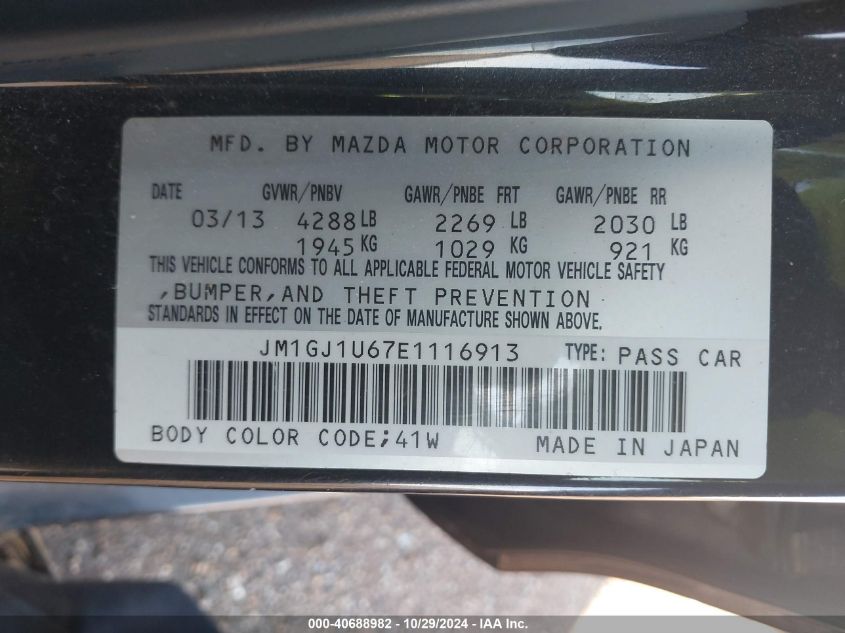 MFD. BY MAZDA MOTOR CORPORATION
DATE GVWR/PNBV GAWR/PNBE FRT GAWR/PNBE RR
03/13 4288 LB 2269 LB 2030 LB
1945 KG 1029 KG 921 KG
THIS VEHICLE CONFORMS TO ALL APPLICABLE FEDERAL MOTOR VEHICLE SAFETY
,BUMPER,AND THEFT PREVENTION
STANDARDS IN EFFECT ON THE DATE OF MANUFACTURE SHOWN ABOVE.
JM1GJ1U67E1116913 TYPE: PASS CAR
BODY COLOR CODE;41W MADE IN JAPAN
000-40688982 - 10/29/2024 - IAA Inc.